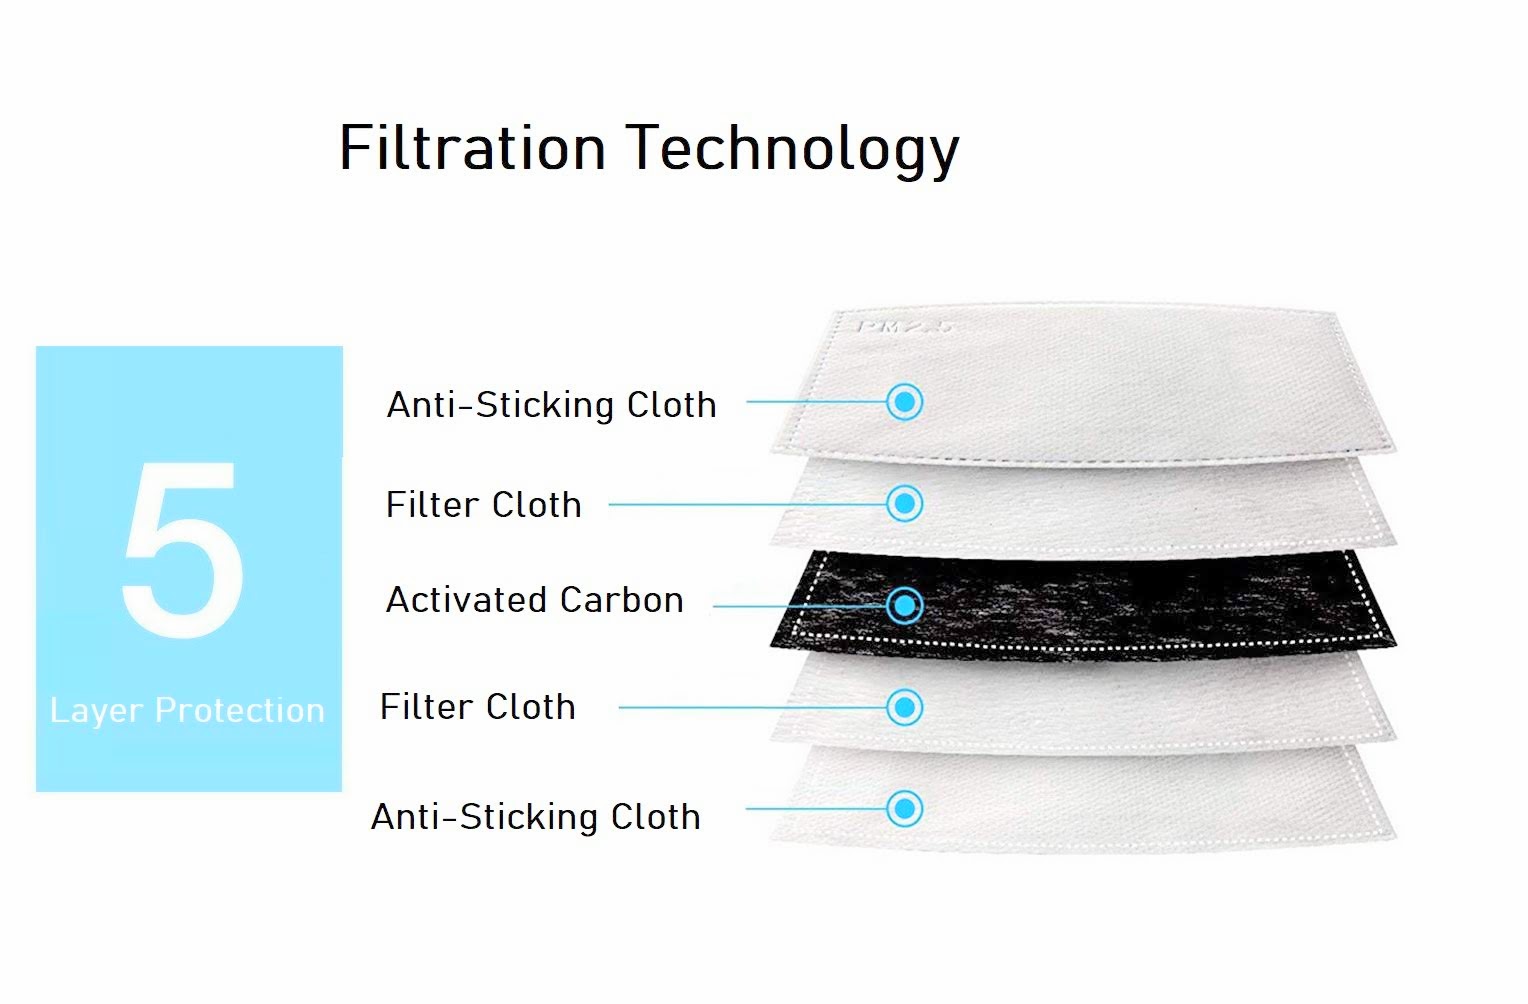 Filtration Technology
5
Layer Protection
PM2.5
Anti-Sticking Cloth
Filter Cloth
Activated Carbon
Filter Cloth
Anti-Sticking Cloth